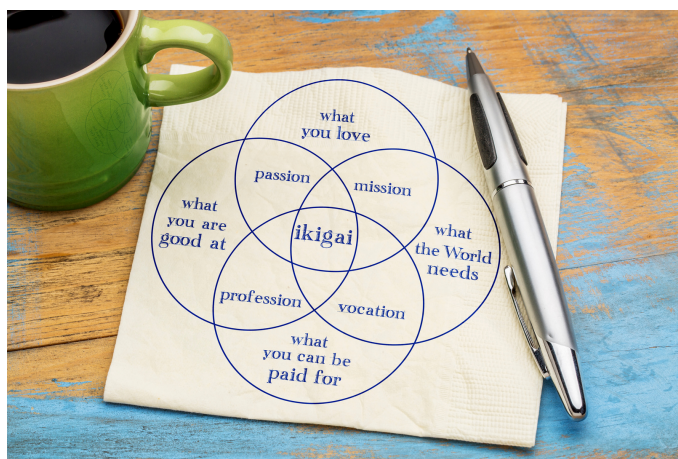 what
you love
passion
mission
what
you are
good at
ikigai
what
the World
needs
profession
vocation
what
you can be
paid for